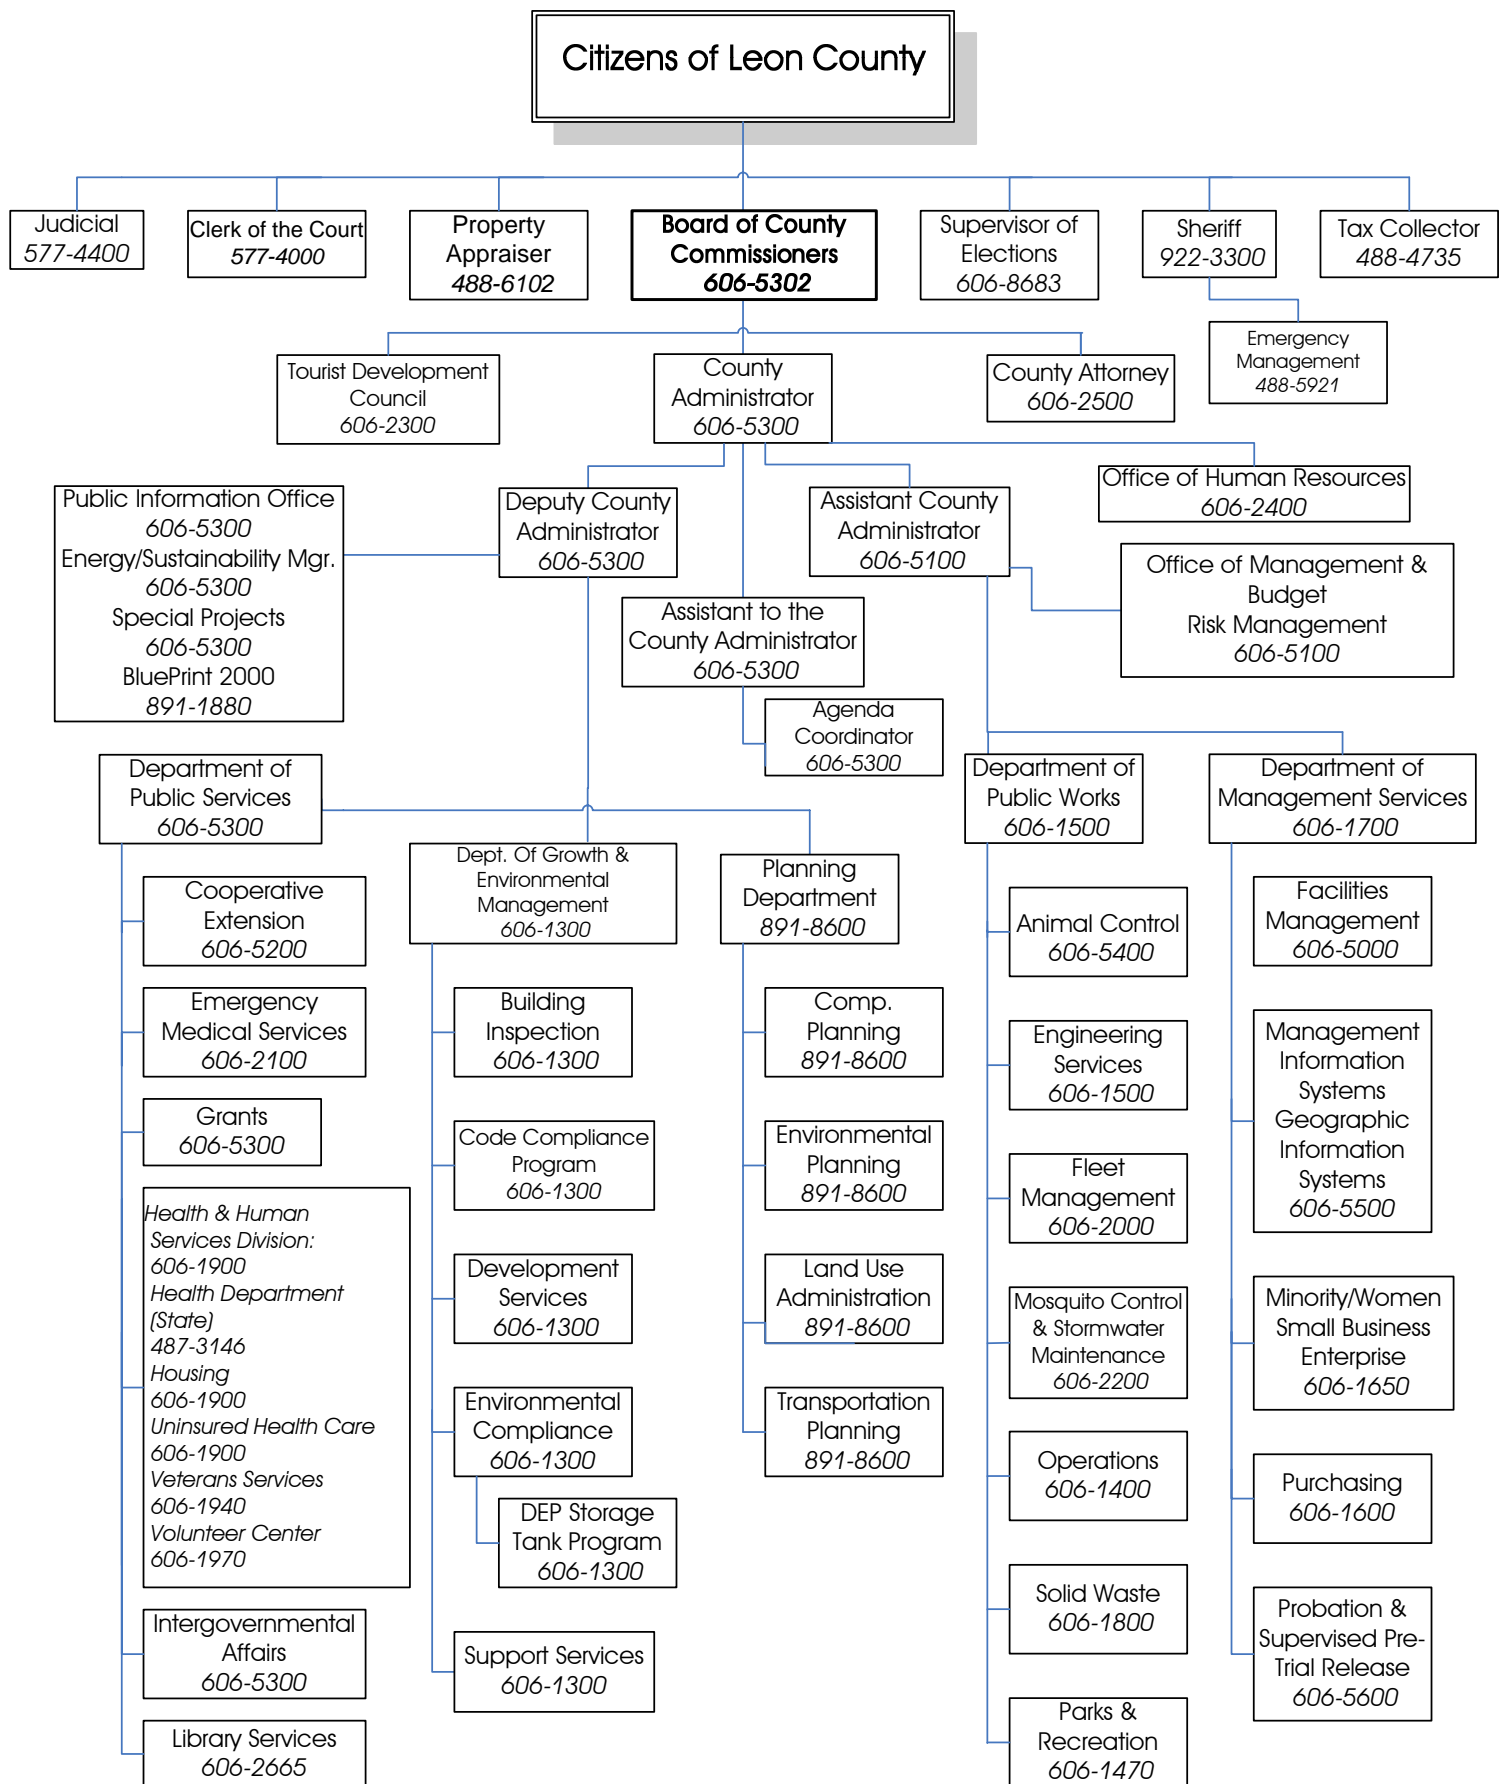 Citizens of Leon County
Judicial
577-4400
Clerk of the Court
577-4000
Property
Appraiser
488-6102
Board of County
Commissioners
606-5302
Supervisor of
Elections
606-8683
Sheriff
922-3300
Tax Collector
488-4735
Emergency
Management
488-5921
Tourist Development
Council
606-2300
County
Administrator
606-5300
County Attorney
606-2500
Office of Human Resources
606-2400
Public Information Office
606-5300
Energy/Sustainability Mgr.
606-5300
Special Projects
606-5300
BluePrint 2000
891-1880
Deputy County
Administrator
606-5300
Assistant County
Administrator
606-5100
Office of Management &
Budget
Risk Management
606-5100
Assistant to the
County Administrator
606-5300
Agenda
Coordinator
606-5300
Department of
Public Services
606-5300
Dept. Of Growth &
Environmental
Management
606-1300
Planning
Department
891-8600
Department of
Public Works
606-1500
Department of
Management Services
606-1700
Cooperative
Extension
606-5200
Emergency
Medical Services
606-2100
Grants
606-5300
Health & Human
Services Division:
606-1900
Health Department
(State)
487-3146
Housing
606-1900
Uninsured Health Care
606-1900
Veterans Services
606-1940
Volunteer Center
606-1970
Intergovernmental
Affairs
606-5300
Library Services
606-2665
Building
Inspection
606-1300
Code Compliance
Program
606-1300
Development
Services
606-1300
Environmental
Compliance
606-1300
DEP Storage
Tank Program
606-1300
Support Services
606-1300
Comp.
Planning
891-8600
Environmental
Planning
891-8600
Land Use
Administration
891-8600
Transportation
Planning
891-8600
Animal Control
606-5400
Engineering
Services
606-1500
Fleet
Management
606-2000
Mosquito Control
& Stormwater
Maintenance
606-2200
Operations
606-1400
Solid Waste
606-1800
Parks &
Recreation
606-1470
Facilities
Management
606-5000
Management
Information
Systems
Geographic
Information
Systems
606-5500
Minority/Women
Small Business
Enterprise
606-1650
Purchasing
606-1600
Probation &
Supervised Pre-
Trial Release
606-5600